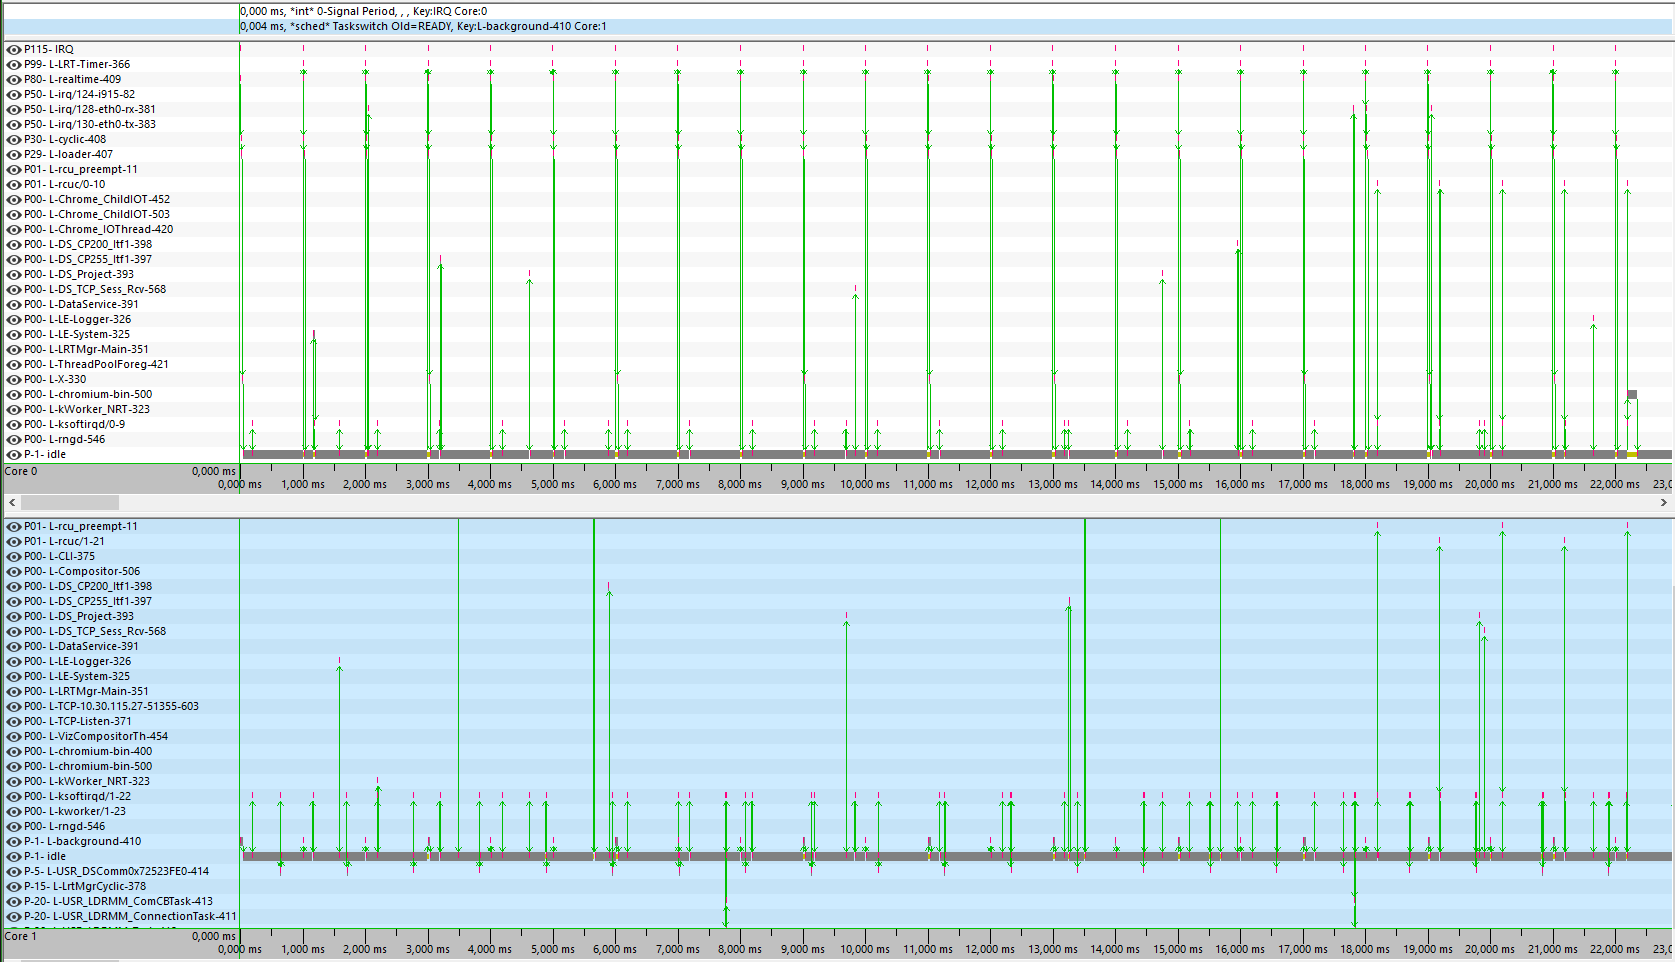 0,000 ms, *int* 0-Signal Period, , , Key:IRQ Core:0
0,004 ms, *sched* Taskswitch Old=READY, Key:L-background-410 Core:1
P115- IRQ
P99- L-LRT-Timer-366
P80- L-realtime-409
P50- L-irq/124-i915-82
P50- L-irq/128-eth0-rx-381
P50- L-irq/130-eth0-tx-383
P30- L-cyclic-408
P29- L-loader-407
P01- L-rcu_preempt-11
P01- L-rcuc/0-10
P00- L-Chrome_ChildIOT-452
P00- L-Chrome_ChildIOT-503
P00- L-Chrome_IOThread-420
P00- L-DS_CP200_Itf1-398
P00- L-DS_CP255_Itf1-397
P00- L-DS_Project-393
P00- L-DS_TCP_Sess_Rcv-568
P00- L-DataService-391
P00- L-LE-Logger-326
P00- L-LE-System-325
P00- L-LRTMgr-Main-351
P00- L-ThreadPoolForeg-421
P00- L-X-330
P00- L-chromium-bin-500
P00- L-kWorker_NRT-323
P00- L-ksoftirqd/0-9
P00- L-rngd-546
P-1- idle
Core 0 0,000 ms
0,000 ms 1,000 ms 2,000 ms 3,000 ms 4,000 ms 5,000 ms 6,000 ms 7,000 ms 8,000 ms 9,000 ms 10,000 ms 11,000 ms 12,000 ms 13,000 ms 14,000 ms 15,000 ms 16,000 ms 17,000 ms 18,000 ms 19,000 ms 20,000 ms 21,000 ms 22,000 ms 23,0
P01- L-rcu_preempt-11
P01- L-rcuc/1-21
P00- L-CLI-375
P00- L-Compositor-506
P00- L-DS_CP200_Itf1-398
P00- L-DS_CP255_Itf1-397
P00- L-DS_Project-393
P00- L-DS_TCP_Sess_Rcv-568
P00- L-DataService-391
P00- L-LE-Logger-326
P00- L-LE-System-325
P00- L-LRTMgr-Main-351
P00- L-TCP-10.30.115.27-51355-603
P00- L-TCP-Listen-371
P00- L-VizCompositorTh-454
P00- L-chromium-bin-400
P00- L-chromium-bin-500
P00- L-kWorker_NRT-323
P00- L-ksoftirqd/1-22
P00- L-kworker/1-23
P00- L-rngd-546
P-1- L-background-410
P-1- idle
P-5- L-USR_DSComm0x72523FE0-414
P-15- L-LrtMgrCyclic-378
P-20- L-USR_LDRMM_ComCBTask-413
P-20- L-USR_LDRMM_ConnectionTask-411
Core 1 0,000 ms
0,000 ms 1,000 ms 2,000 ms 3,000 ms 4,000 ms 5,000 ms 6,000 ms 7,000 ms 8,000 ms 9,000 ms 10,000 ms 11,000 ms 12,000 ms 13,000 ms 14,000 ms 15,000 ms 16,000 ms 17,000 ms 18,000 ms 19,000 ms 20,000 ms 21,000 ms 22,000 ms 23,0